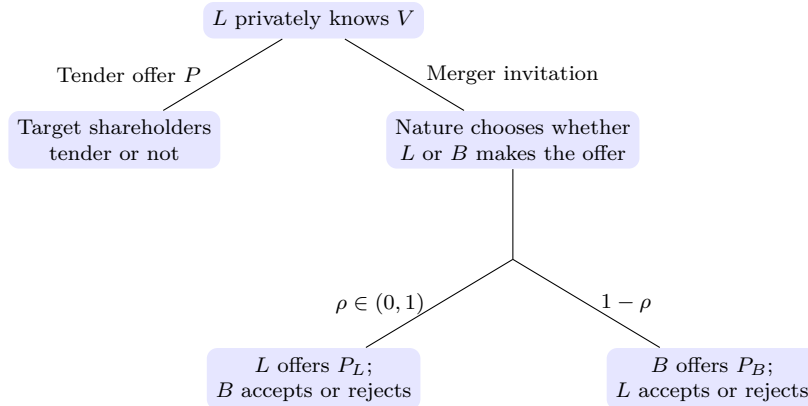 L privately knows V
Tender offer P
Merger invitation
Target shareholders
tender or not
Nature chooses whether
L or B makes the offer
ρ ∈ (0, 1)
1 − ρ
L offers P_L;
B accepts or rejects
B offers P_B;
L accepts or rejects